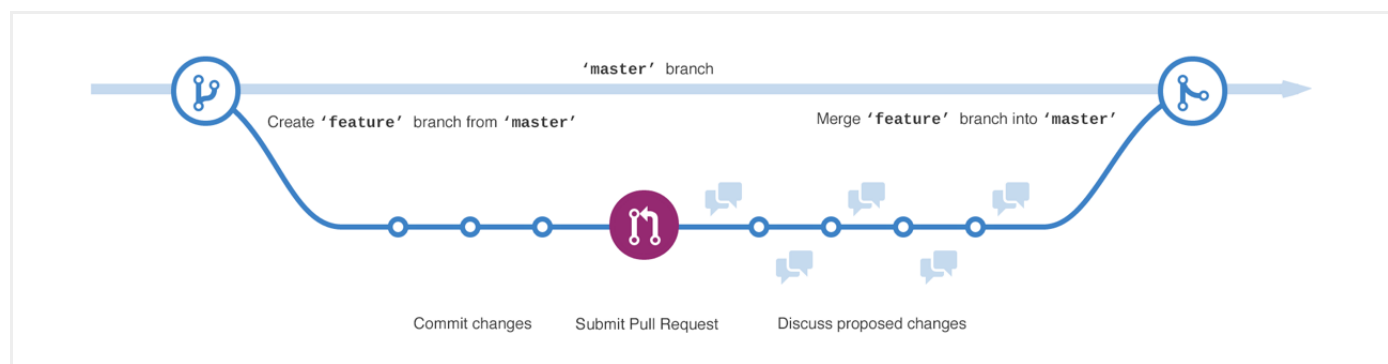 ‘master’ branch
Create ‘feature’ branch from ‘master’
Merge ‘feature’ branch into ‘master’
Commit changes
Submit Pull Request
Discuss proposed changes